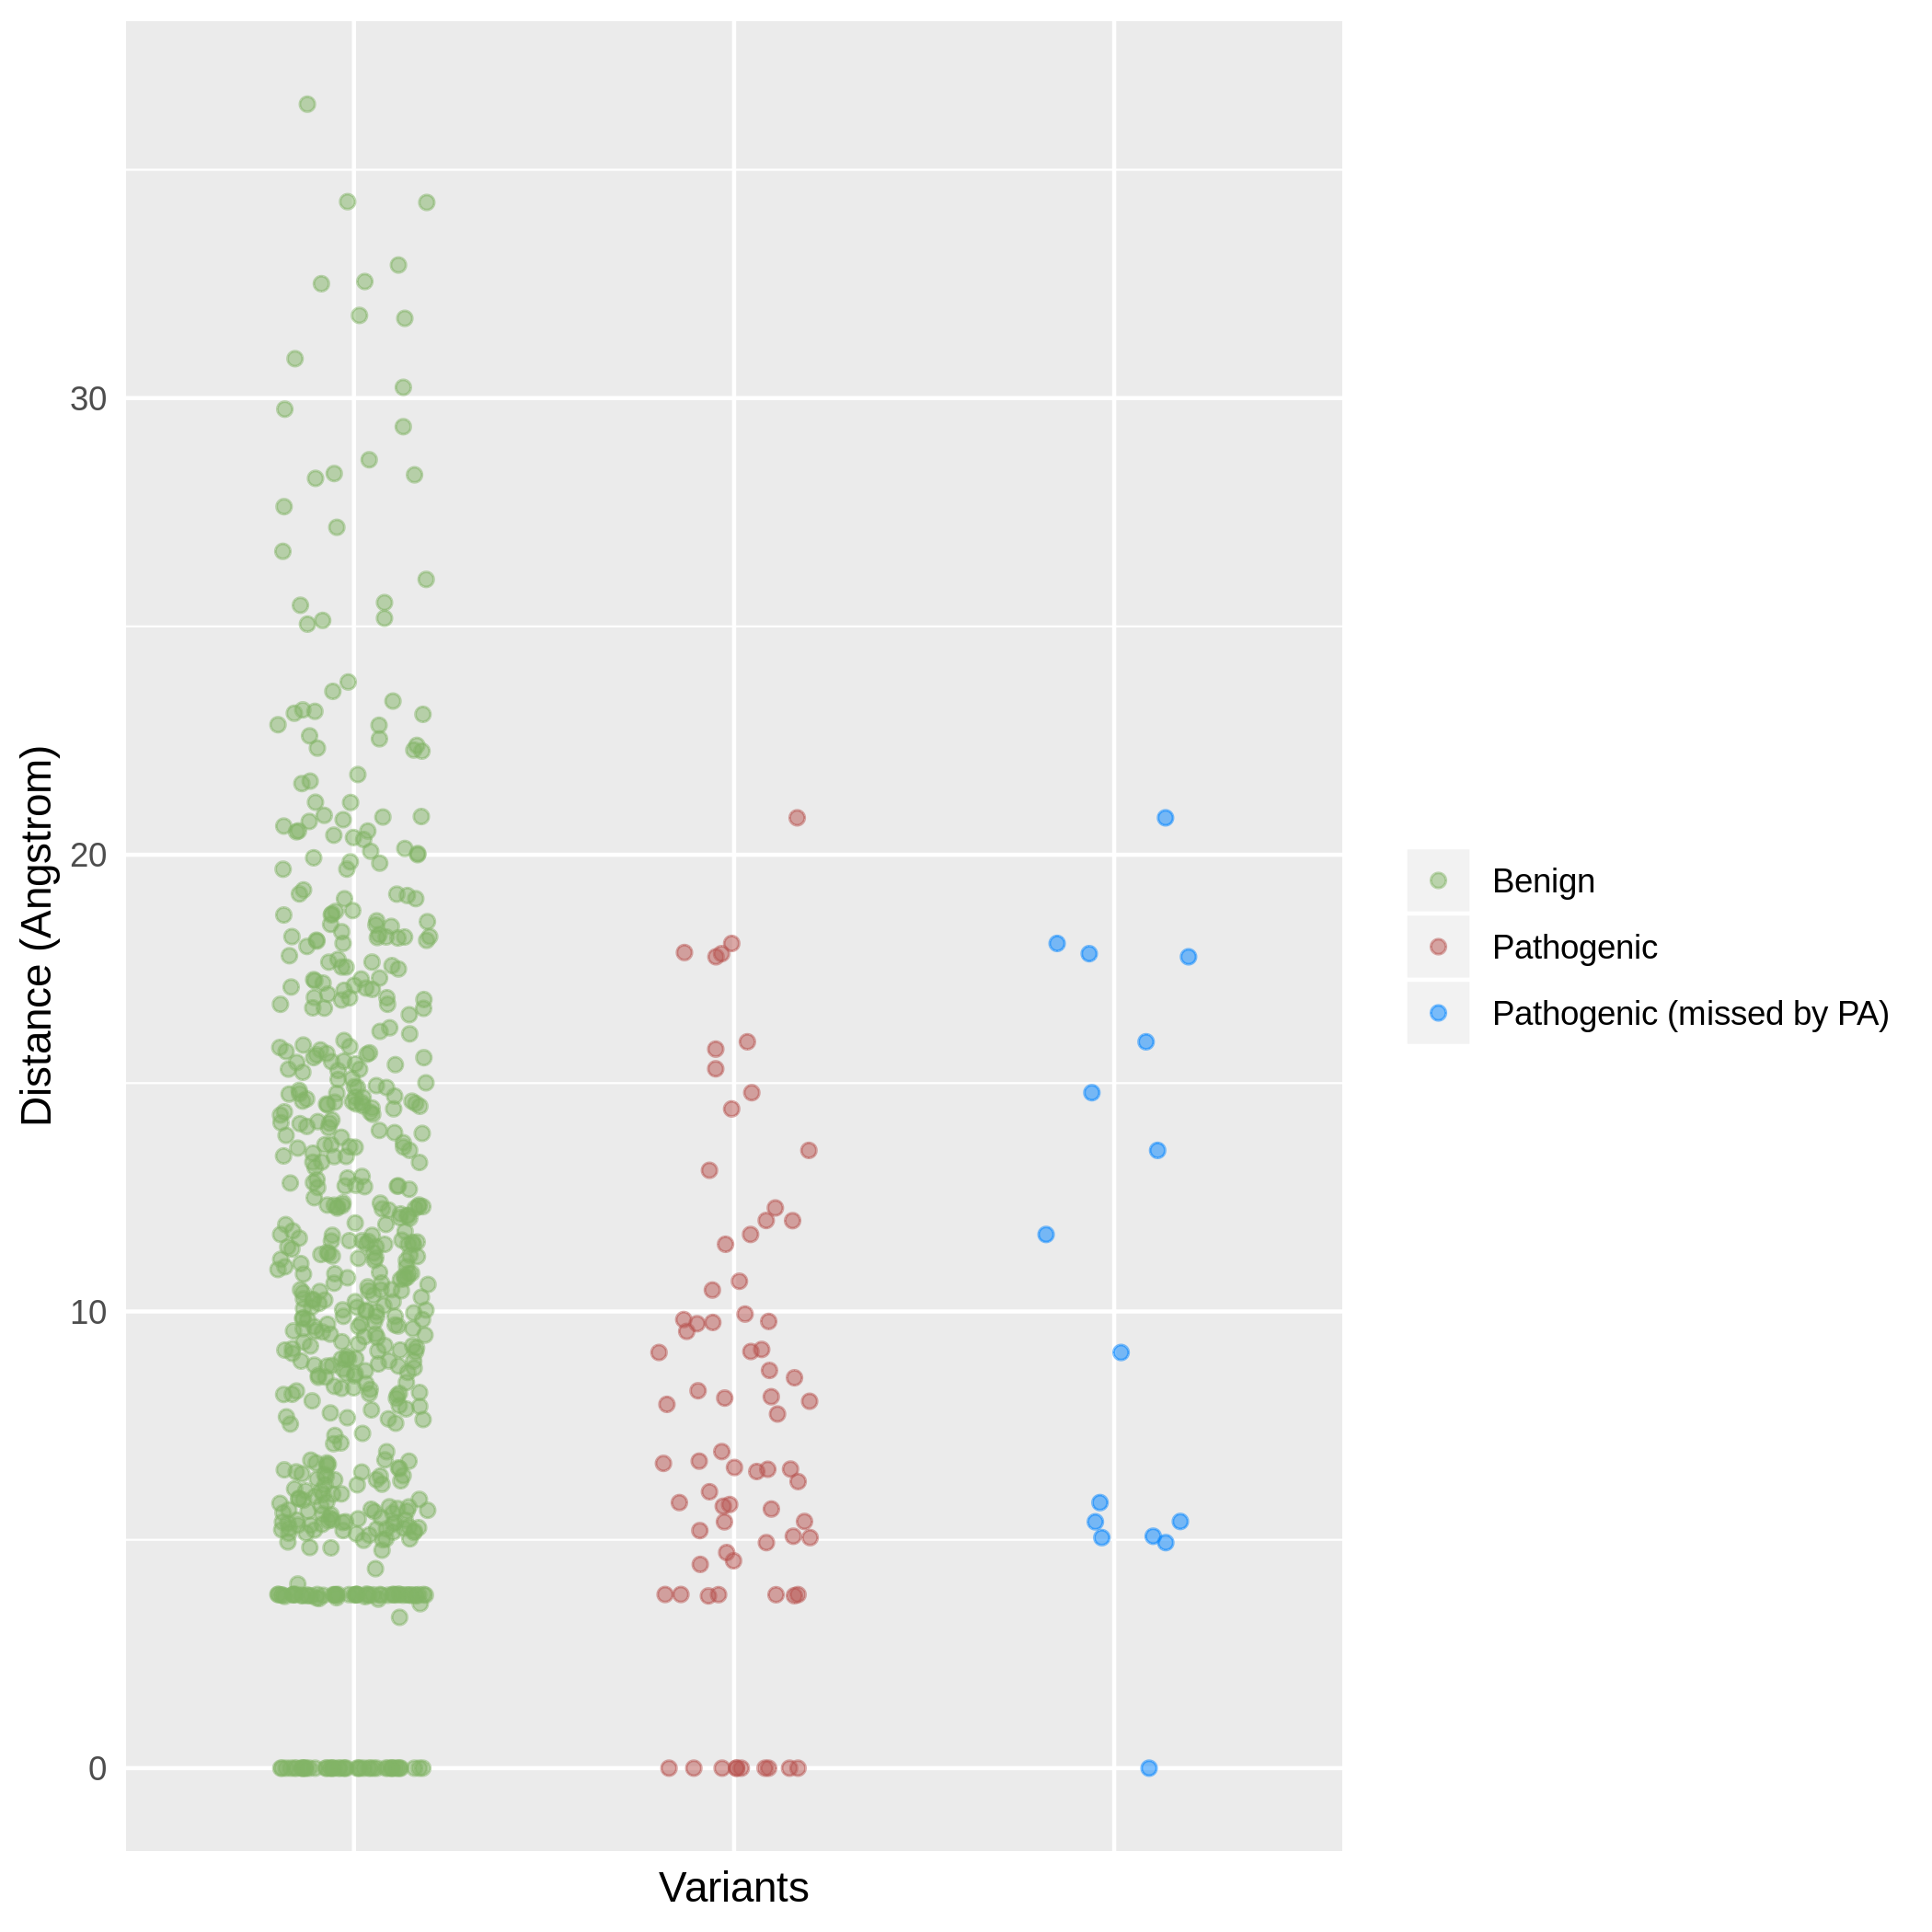 Distance (Angstrom)
30
20
10
0
Variants
Benign
Pathogenic
Pathogenic (missed by PA)